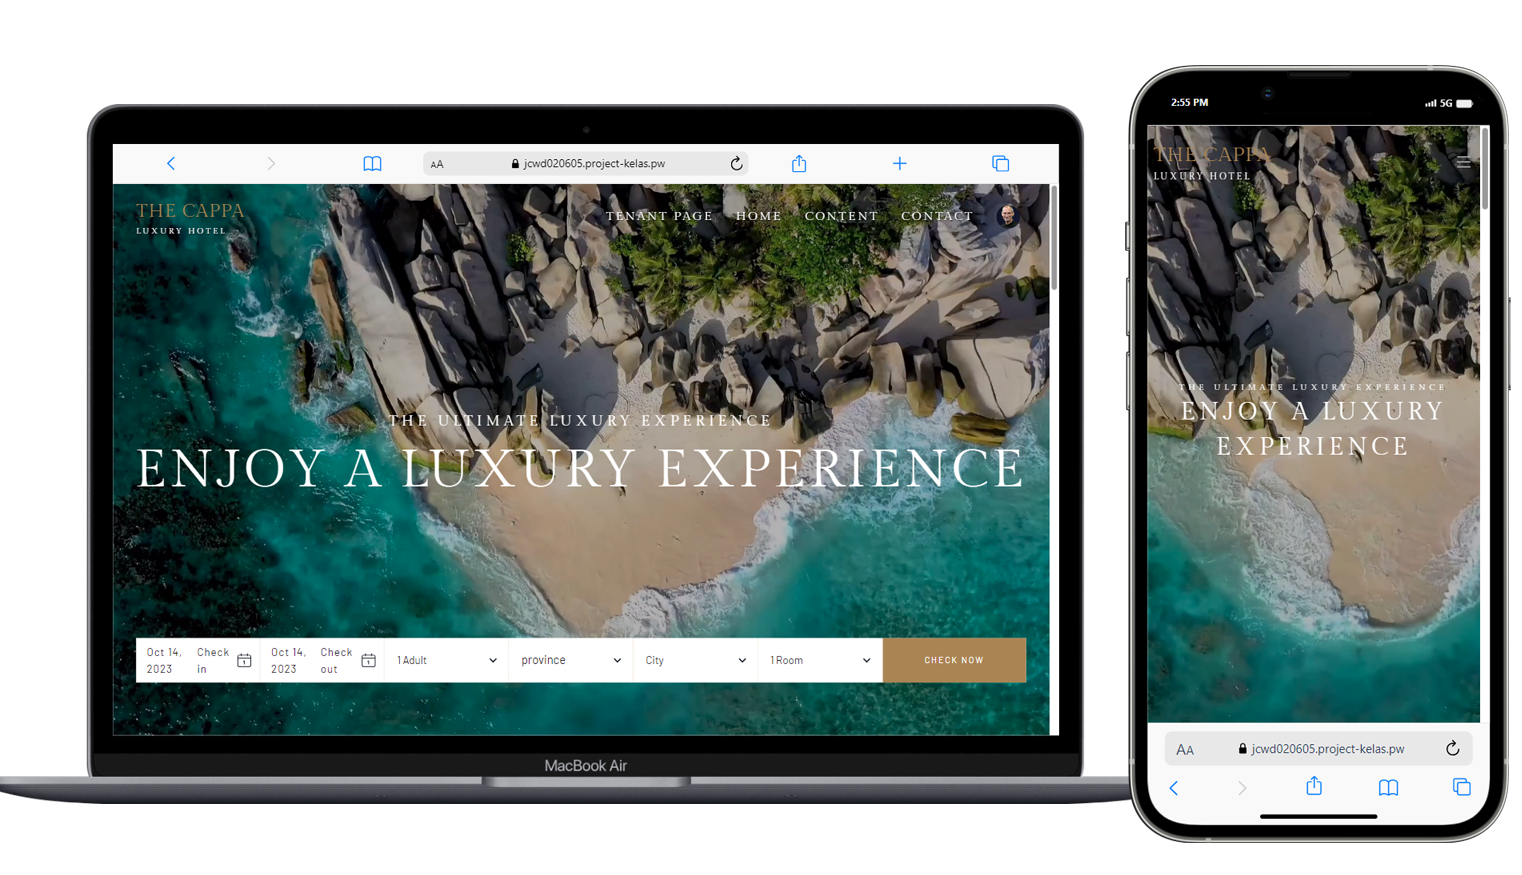 AA jcwd020605.project-kelas.pw
THE CAPPA
LUXURY HOTEL
TENANT PAGE HOME CONTENT CONTACT
THE ULTIMATE LUXURY EXPERIENCE
ENJOY A LUXURY EXPERIENCE
Oct 14, 2023 Check in Oct 14, 2023 Check out 1 Adult province City 1 Room CHECK NOW
MacBook Air
2:55 PM 5G
THE CAPPA
LUXURY HOTEL
THE ULTIMATE LUXURY EXPERIENCE
ENJOY A LUXURY
EXPERIENCE
AA jcwd020605.project-kelas.pw